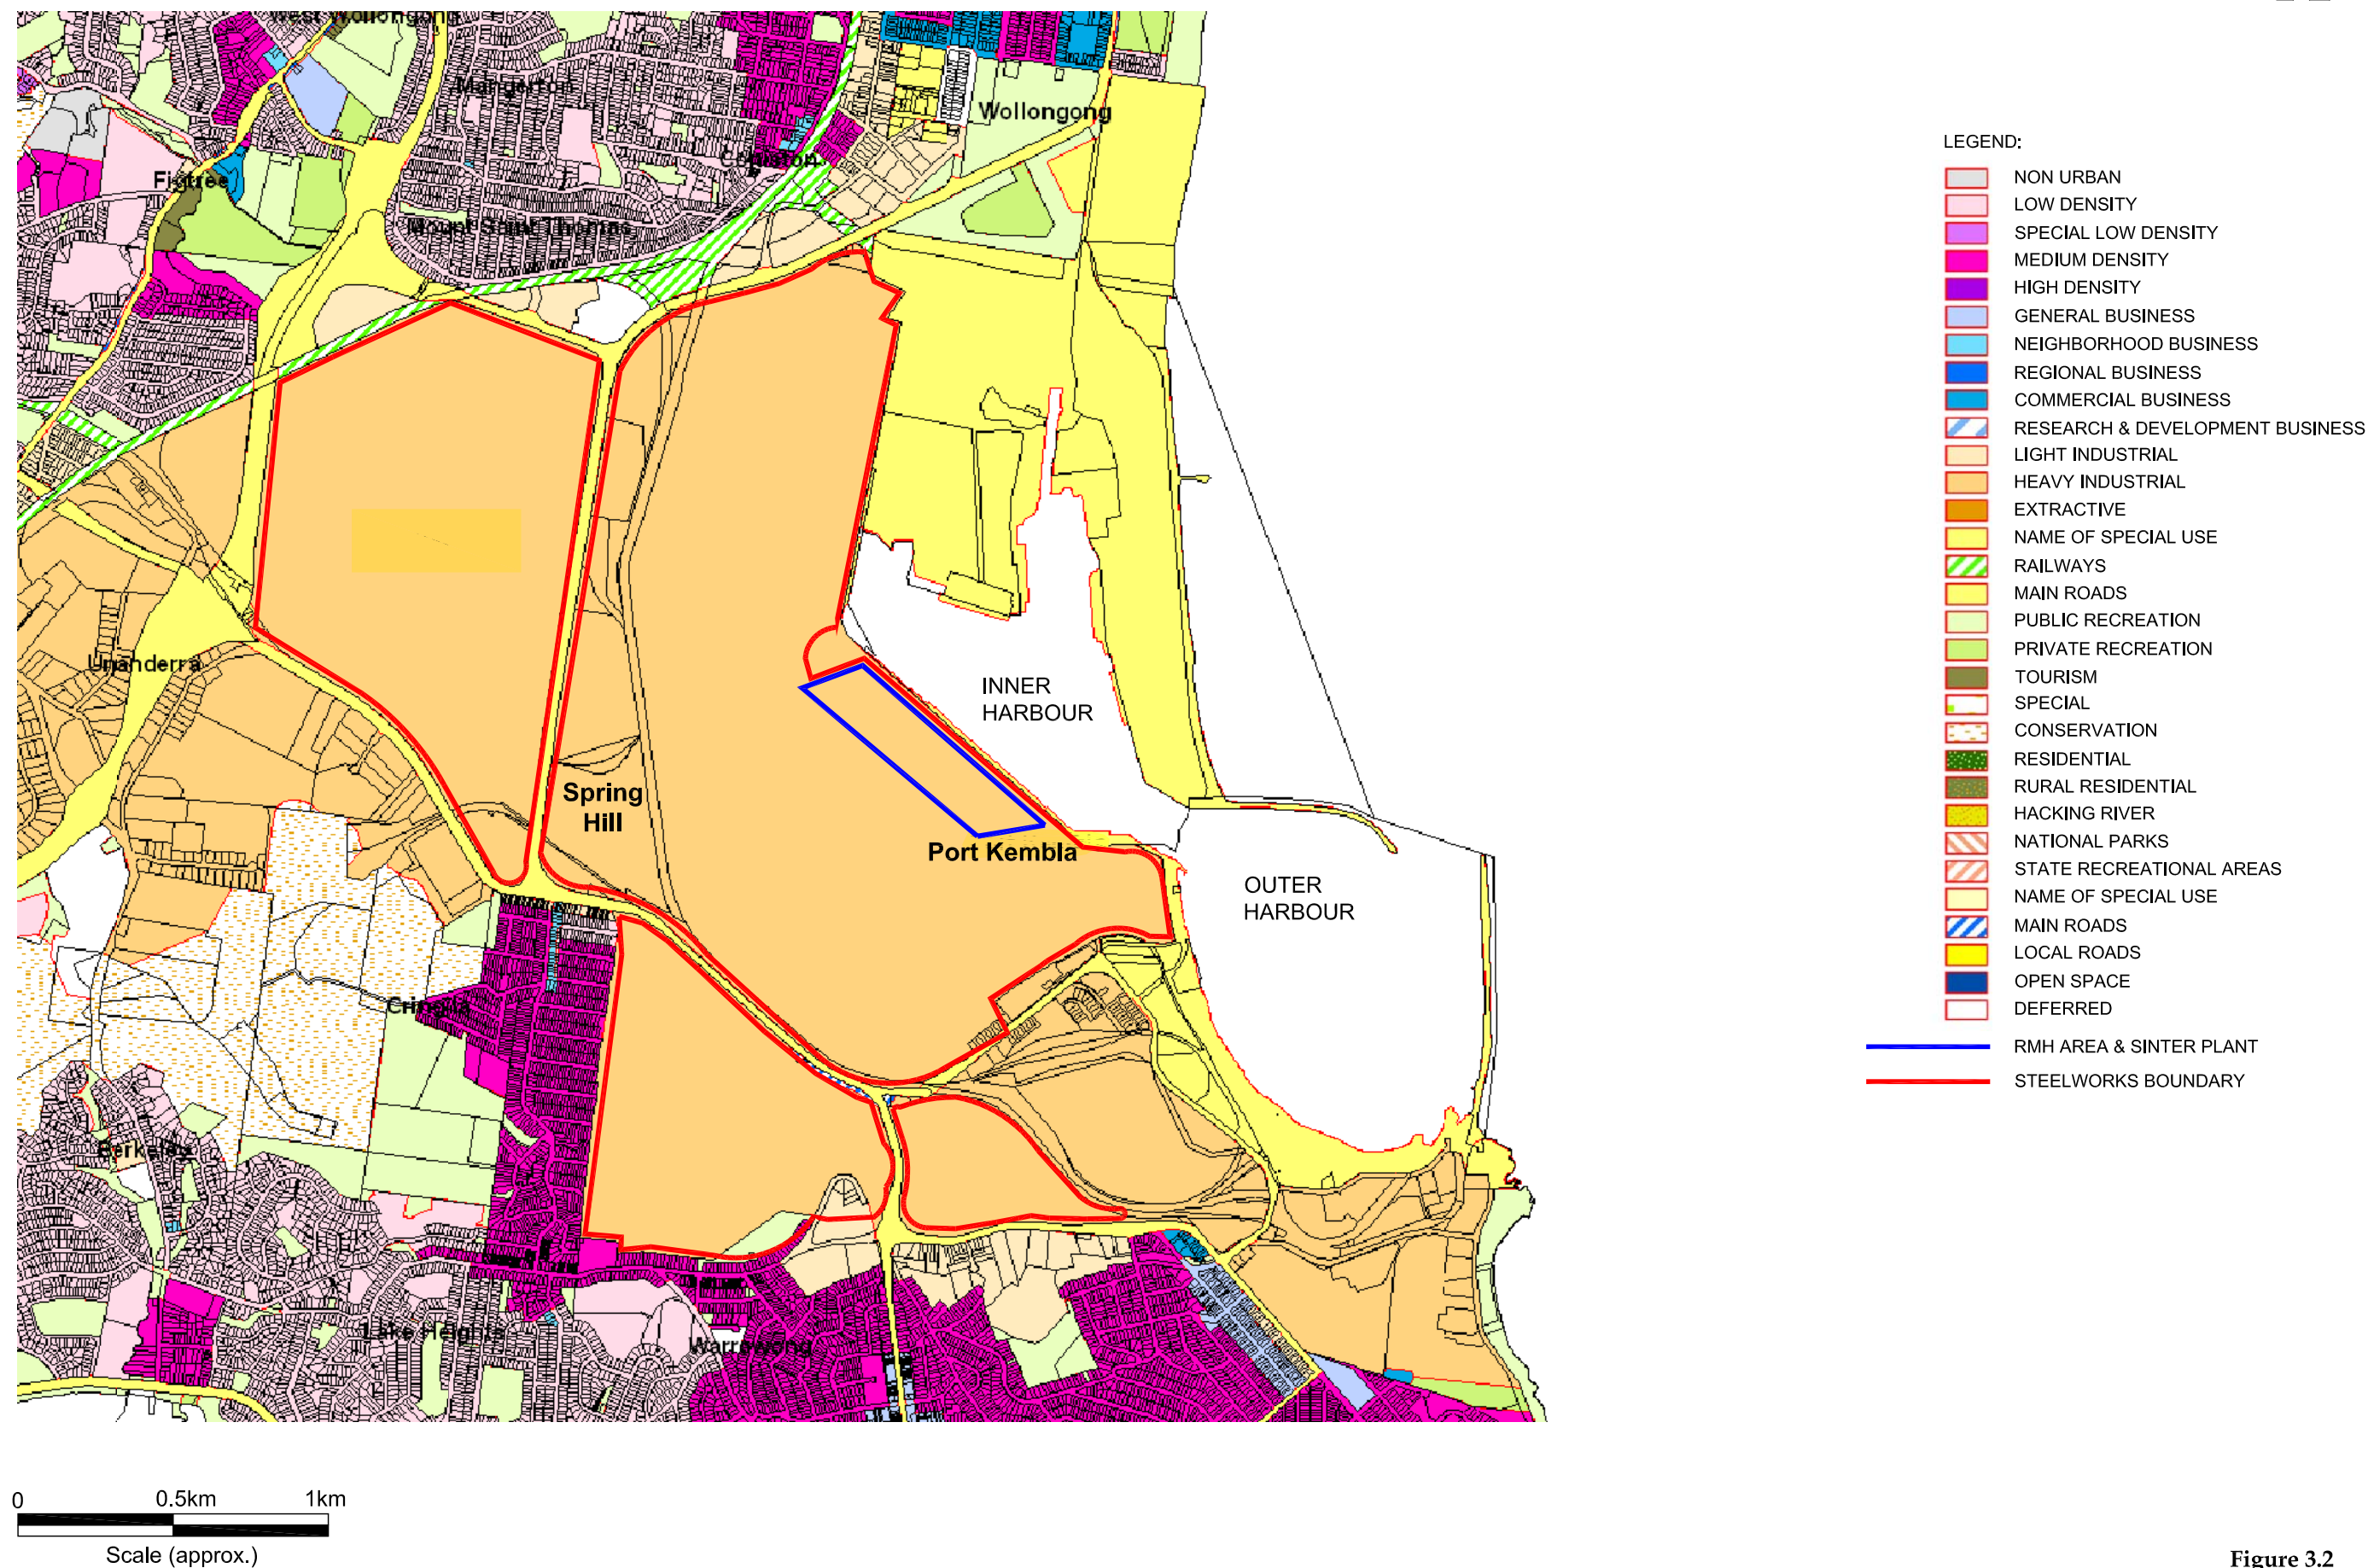 West Wollongong
Mangerton
Wollongong
Coniston
Figtree
Mount Saint Thomas
Unanderra
INNER
HARBOUR
Spring
Hill
Port Kembla
OUTER
HARBOUR
Cringila
Berkeley
Lake Heights
Warrawong
LEGEND:
NON URBAN
LOW DENSITY
SPECIAL LOW DENSITY
MEDIUM DENSITY
HIGH DENSITY
GENERAL BUSINESS
NEIGHBORHOOD BUSINESS
REGIONAL BUSINESS
COMMERCIAL BUSINESS
RESEARCH & DEVELOPMENT BUSINESS
LIGHT INDUSTRIAL
HEAVY INDUSTRIAL
EXTRACTIVE
NAME OF SPECIAL USE
RAILWAYS
MAIN ROADS
PUBLIC RECREATION
PRIVATE RECREATION
TOURISM
SPECIAL
CONSERVATION
RESIDENTIAL
RURAL RESIDENTIAL
HACKING RIVER
NATIONAL PARKS
STATE RECREATIONAL AREAS
NAME OF SPECIAL USE
MAIN ROADS
LOCAL ROADS
OPEN SPACE
DEFERRED
RMH AREA & SINTER PLANT
STEELWORKS BOUNDARY
0 0.5km 1km
Scale (approx.)
Figure 3.2